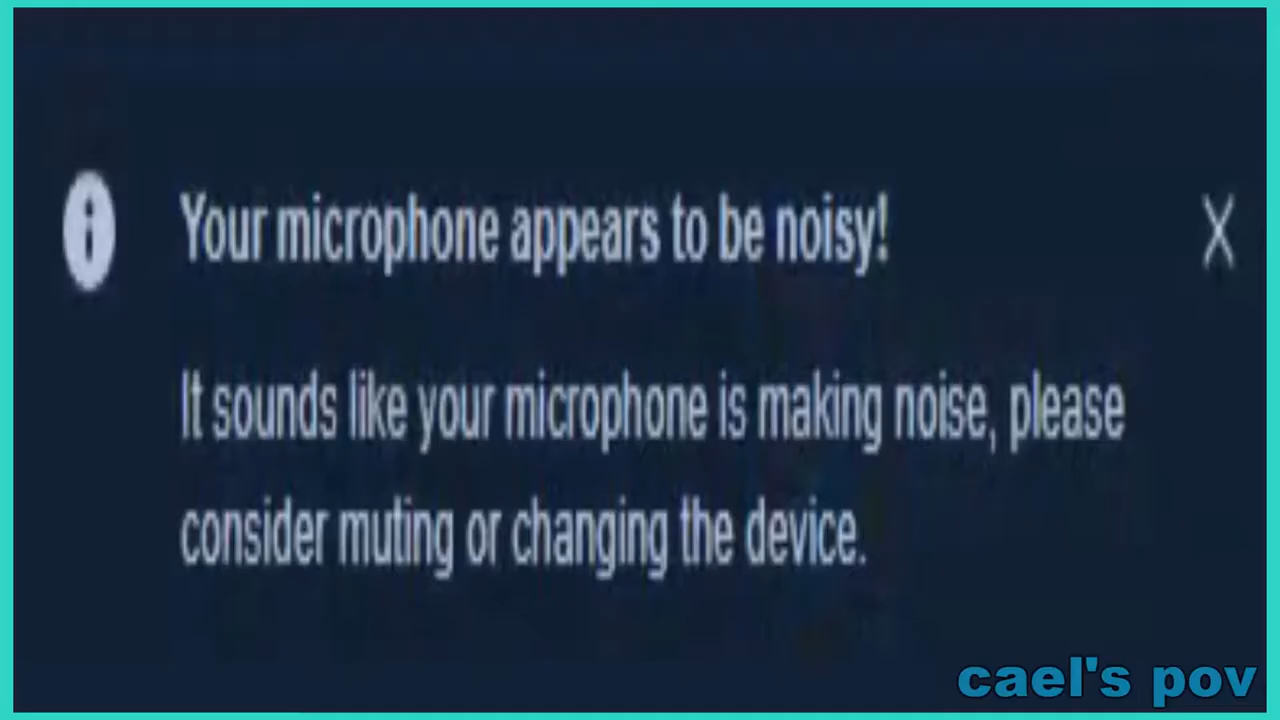 Your microphone appears to be noisy!
It sounds like your microphone is making noise, please
consider muting or changing the device.
cael's pov